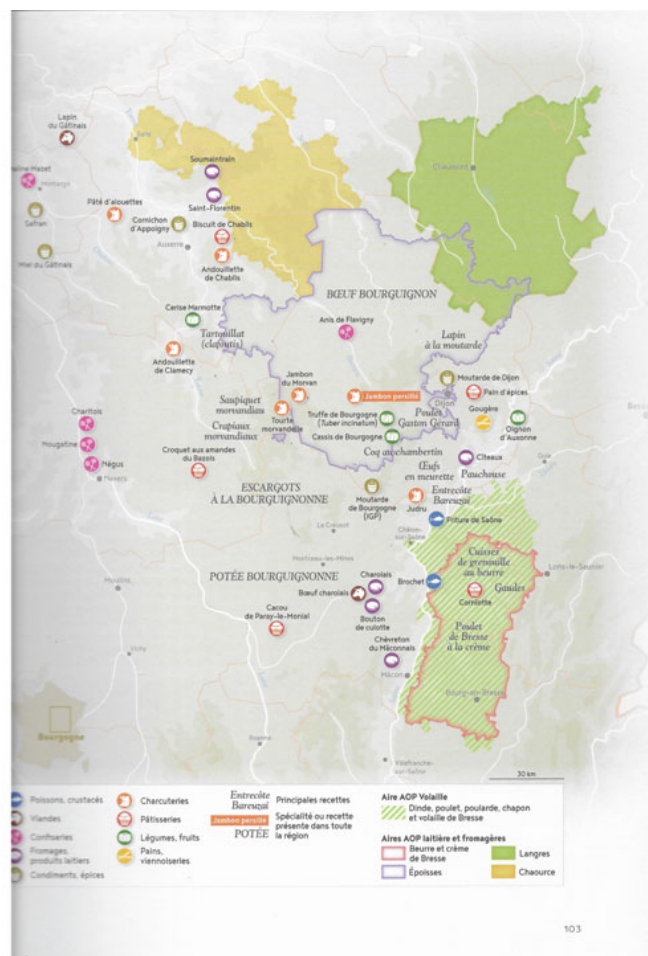 Lapin
du Gâtinais
Sens
Montargis
Safran
Miel du Gâtinais
Pâté d'alouettes
Soumaintrain
Saint-Florentin
Cornichon
d'Appoigny
Biscuit de Chablis
Auxerre
Andouillette
de Chablis
Chaumont
BŒUF BOURGUIGNON
Cerise Marmotte
Tartouillat
(clafoutis)
Anis de Flavigny
Lapin
à la moutarde
Andouillette
de Clamecy
Jambon
du Morvan
Jambon persillé
Moutarde de Dijon
Dijon
Pain d'épices
Saupiquet
morvandiau
Tourte
morvandelle
Truffe de Bourgogne
(Tuber incinatum)
Poulet
Gaston Gérard
Gougère
Oignon
d'Auxonne
Charitois
Crapiaux
morvandiaux
Cassis de Bourgogne
Nougatine
Coq au chambertin
Négus
Nevers
Croquet aux amandes
du Bazois
Cîteaux
Dole
Œufs
en meurette
Pauchouse
ESCARGOTS
À LA BOURGUIGNONNE
Moutarde
de Bourgogne
(IGP)
Judru
Entrecôte
Bareuzai
Friture de Saône
Le Creusot
Chalon-
sur-Saône
Montceau-les-Mines
Cuisses
de grenouille
au beurre
Lons-le-Saunier
Moulins
POTÉE BOURGUIGNONNE
Charolais
Brochet
Gaudes
Bœuf charolais
Corniotte
Cacou
de Paray-le-Monial
Bouton
de culotte
Poulet
de Bresse
à la crème
Vichy
Chèvreton
du Mâconnais
Mâcon
Bourg-en-Bresse
Bourgogne
Roanne
Villefranche-
sur-Saône
30 km
Poissons, crustacés
Viandes
Confiseries
Fromages,
produits laitiers
Condiments, épices
Charcuteries
Pâtisseries
Légumes, fruits
Pains,
viennoiseries
Entrecôte
Bareuzai
Principales recettes
Jambon persillé
POTÉE
Spécialité ou recette
présente dans toute
la région
Aire AOP Volaille
Dinde, poulet, poularde, chapon
et volaille de Bresse
Aires AOP laitière et fromagères
Beurre et crème
de Bresse
Langres
Époisses
Chaource
103